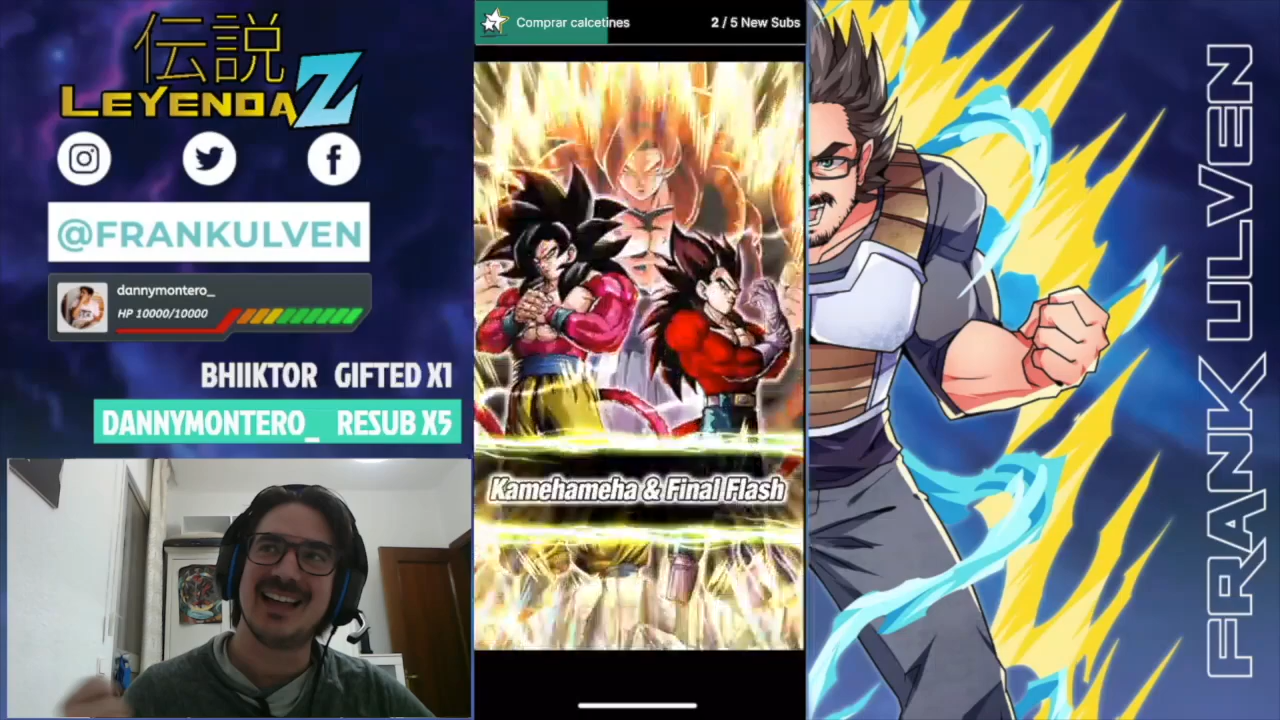 伝説
LEYENDA Z
@FRANKULVEN
dannymontero_
HP 10000/10000
BHIIKTOR GIFTED X1
DANNYMONTERO_ RESUB X5
Comprar calcetines 2 / 5 New Subs
Kamehameha & Final Flash
FRANK ULVEN